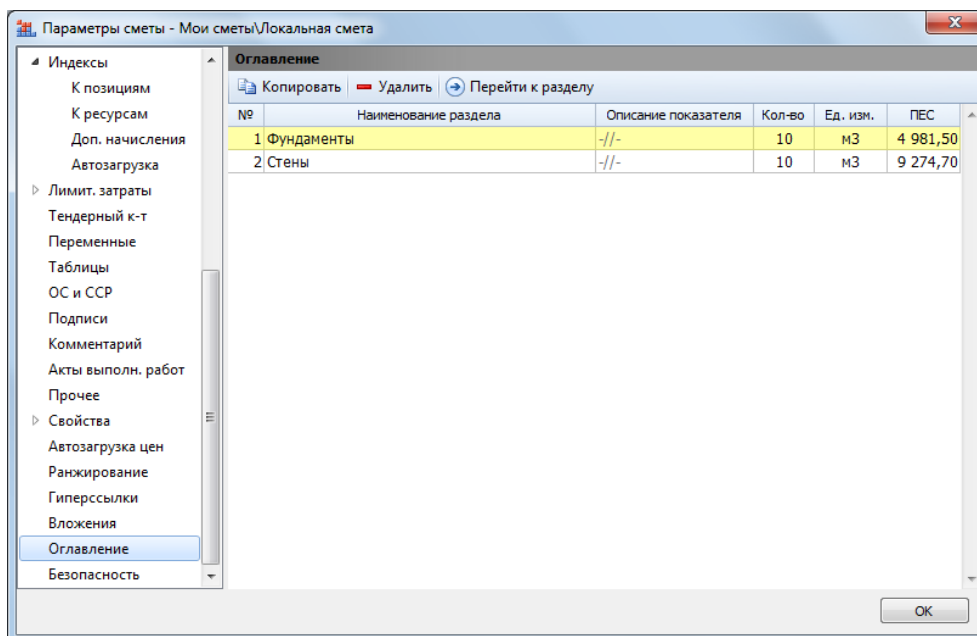 Параметры сметы - Мои сметы\Локальная смета
Индексы
К позициям
К ресурсам
Доп. начисления
Автозагрузка
Лимит. затраты
Тендерный к-т
Переменные
Таблицы
ОС и ССР
Подписи
Комментарий
Акты выполн. работ
Прочее
Свойства
Автозагрузка цен
Ранжирование
Гиперссылки
Вложения
Оглавление
Безопасность
Оглавление
Копировать Удалить Перейти к разделу
№ Наименование раздела Описание показателя Кол-во Ед. изм. ПЕС
1 Фундаменты -//- 10 м3 4 981,50
2 Стены -//- 10 м3 9 274,70
ОК